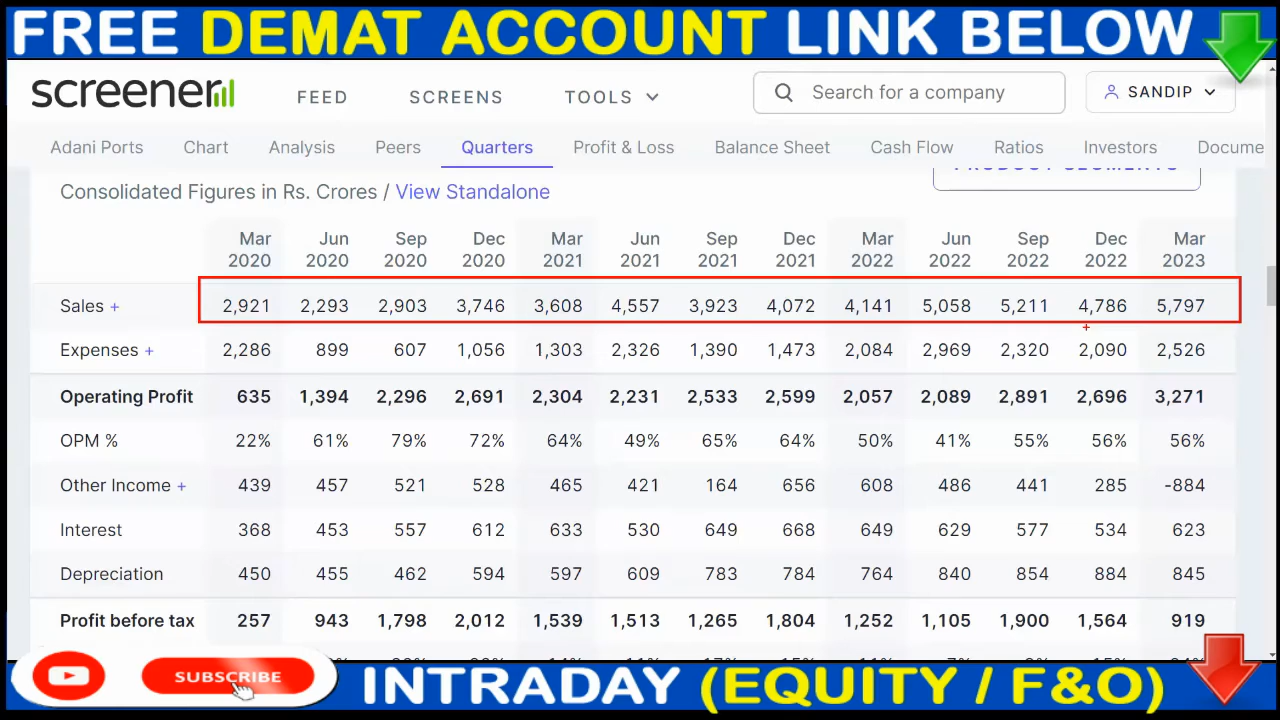 FREE DEMAT ACCOUNT LINK BELOW
screener FEED SCREENS TOOLS Search for a company SANDIP
Adani Ports Chart Analysis Peers Quarters Profit & Loss Balance Sheet Cash Flow Ratios Investors Docume
PRODUCT SEGMENTS
Consolidated Figures in Rs. Crores / View Standalone
Mar Jun Sep Dec Mar Jun Sep Dec Mar Jun Sep Dec Mar
2020 2020 2020 2020 2021 2021 2021 2021 2022 2022 2022 2022 2023
Sales + 2,921 2,293 2,903 3,746 3,608 4,557 3,923 4,072 4,141 5,058 5,211 4,786 5,797
Expenses + 2,286 899 607 1,056 1,303 2,326 1,390 1,473 2,084 2,969 2,320 2,090 2,526
Operating Profit 635 1,394 2,296 2,691 2,304 2,231 2,533 2,599 2,057 2,089 2,891 2,696 3,271
OPM % 22% 61% 79% 72% 64% 49% 65% 64% 50% 41% 55% 56% 56%
Other Income + 439 457 521 528 465 421 164 656 608 486 441 285 -884
Interest 368 453 557 612 633 530 649 668 649 629 577 534 623
Depreciation 450 455 462 594 597 609 783 784 764 840 854 884 845
Profit before tax 257 943 1,798 2,012 1,539 1,513 1,265 1,804 1,252 1,105 1,900 1,564 919
SUBSCRIBE
INTRADAY (EQUITY / F&O)